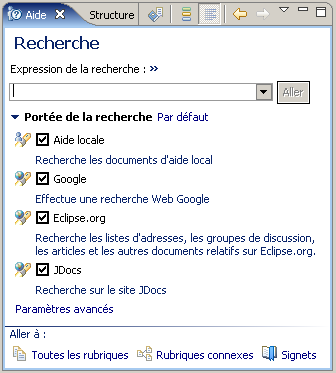 Aide Structure
Recherche
Expression de la recherche : »
Aller
Portée de la recherche Par défaut
Aide locale
Recherche les documents d'aide local
Google
Effectue une recherche Web Google
Eclipse.org
Recherche les listes d'adresses, les groupes de discussion,
les articles et les autres documents relatifs sur Eclipse.org.
JDocs
Recherche sur le site JDocs
Paramètres avancés
Aller à :
Toutes les rubriques Rubriques connexes Signets